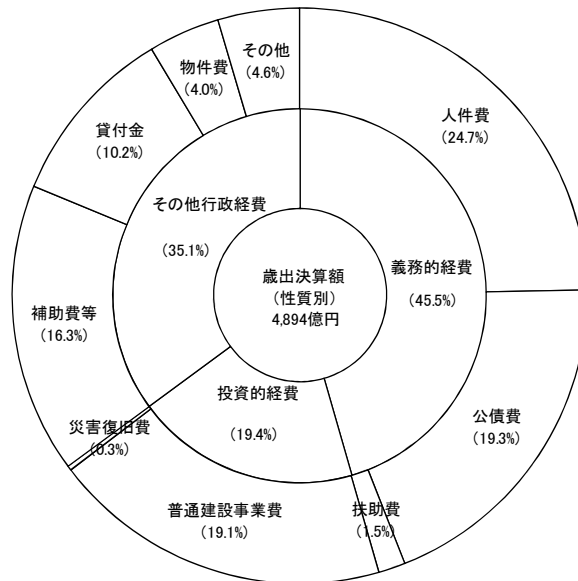 その他
(4.6%)
物件費
(4.0%)
人件費
(24.7%)
貸付金
(10.2%)
その他行政経費
(35.1%)
義務的経費
(45.5%)
歳出決算額
(性質別)
4,894億円
補助費等
(16.3%)
投資的経費
(19.4%)
公債費
(19.3%)
災害復旧費
(0.3%)
普通建設事業費
(19.1%)
扶助費
(1.5%)